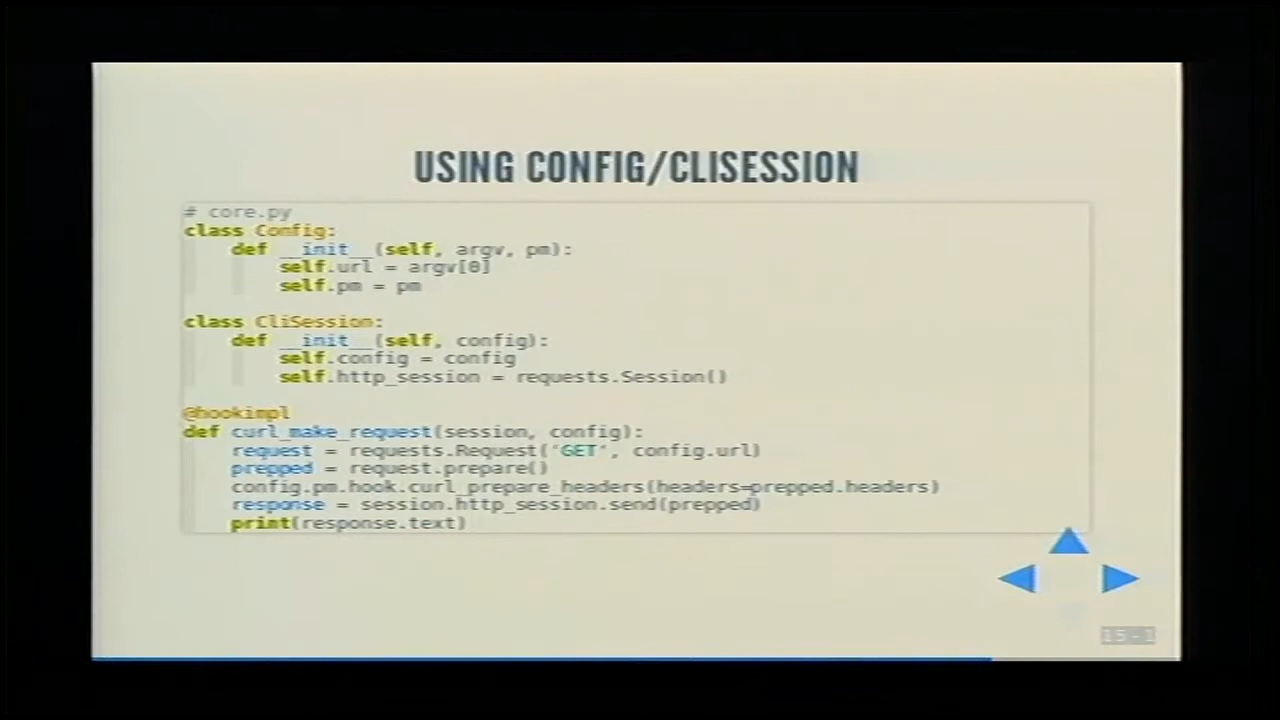 USING CONFIG/CLISESSION
# core.py
class Config:
    def __init__(self, argv, pm):
        self.url = argv[0]
        self.pm = pm
class CliSession:
    def __init__(self, config):
        self.config = config
        self.http_session = requests.Session()
@hookimpl
def curl_make_request(session, config):
    request = requests.Request('GET', config.url)
    prepped = request.prepare()
    config.pm.hook.curl_prepare_headers(headers=prepped.headers)
    response = session.http_session.send(prepped)
    print(response.text)
15-1